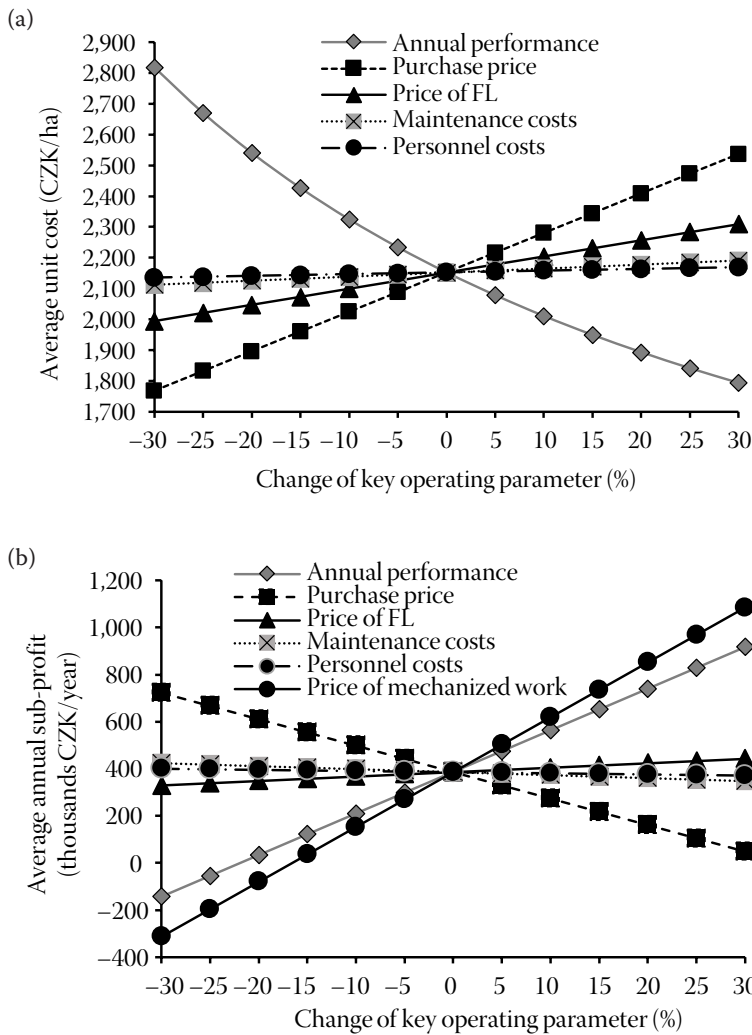 (a)
2,900
2,800
2,700
2,600
2,500
2,400
2,300
2,200
2,100
2,000
1,900
1,800
1,700
Average unit cost (CZK/ha)
Annual performance
Purchase price
Price of FL
Maintenance costs
Personnel costs
−30 −25 −20 −15 −10 −5 0 5 10 15 20 25 30
Change of key operating parameter (%)
(b)
1,200
1,000
800
600
400
200
0
−200
−400
Average annual sub-profit
(thousands CZK/year)
Annual performance
Purchase price
Price of FL
Maintenance costs
Personnel costs
Price of mechanized work
−30 −25 −20 −15 −10 −5 0 5 10 15 20 25 30
Change of key operating parameter (%)